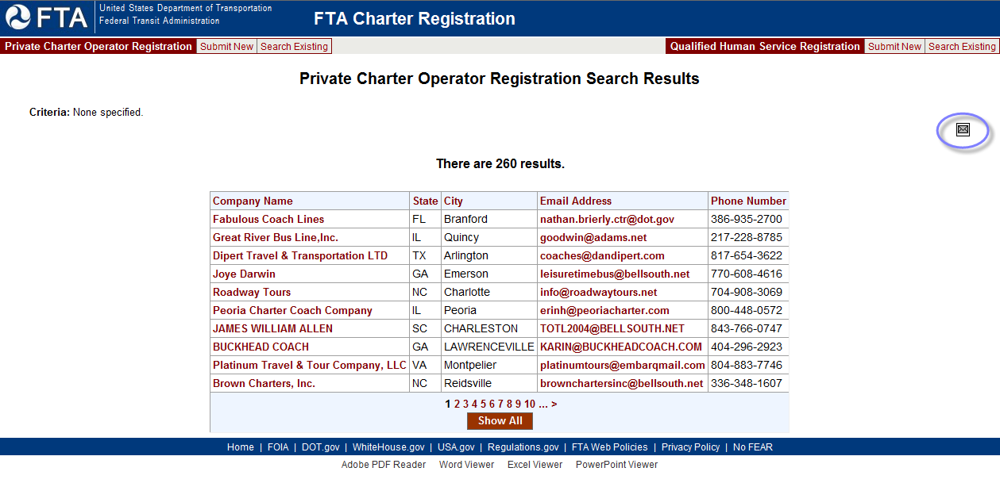 FTA
United States Department of Transportation
Federal Transit Administration
FTA Charter Registration
Private Charter Operator Registration Submit New Search Existing Qualified Human Service Registration Submit New Search Existing
Private Charter Operator Registration Search Results
Criteria: None specified.
There are 260 results.
Company Name State City Email Address Phone Number
Fabulous Coach Lines FL Branford nathan.brierly.ctr@dot.gov 386-935-2700
Great River Bus Line,Inc. IL Quincy goodwin@adams.net 217-228-8785
Dipert Travel & Transportation LTD TX Arlington coaches@dandipert.com 817-654-3622
Joye Darwin GA Emerson leisuretimebus@bellsouth.net 770-608-4616
Roadway Tours NC Charlotte info@roadwaytours.net 704-908-3069
Peoria Charter Coach Company IL Peoria erinh@peoriacharter.com 800-448-0572
JAMES WILLIAM ALLEN SC CHARLESTON TOTL2004@BELLSOUTH.NET 843-766-0747
BUCKHEAD COACH GA LAWRENCEVILLE KARIN@BUCKHEADCOACH.COM 404-296-2923
Platinum Travel & Tour Company, LLC VA Montpelier platinumtours@embarqmail.com 804-883-7746
Brown Charters, Inc. NC Reidsville brownchartersinc@bellsouth.net 336-348-1607
1 2 3 4 5 6 7 8 9 10 ... >
Show All
Home | FOIA | DOT.gov | WhiteHouse.gov | USA.gov | Regulations.gov | FTA Web Policies | Privacy Policy | No FEAR
Adobe PDF Reader Word Viewer Excel Viewer PowerPoint Viewer